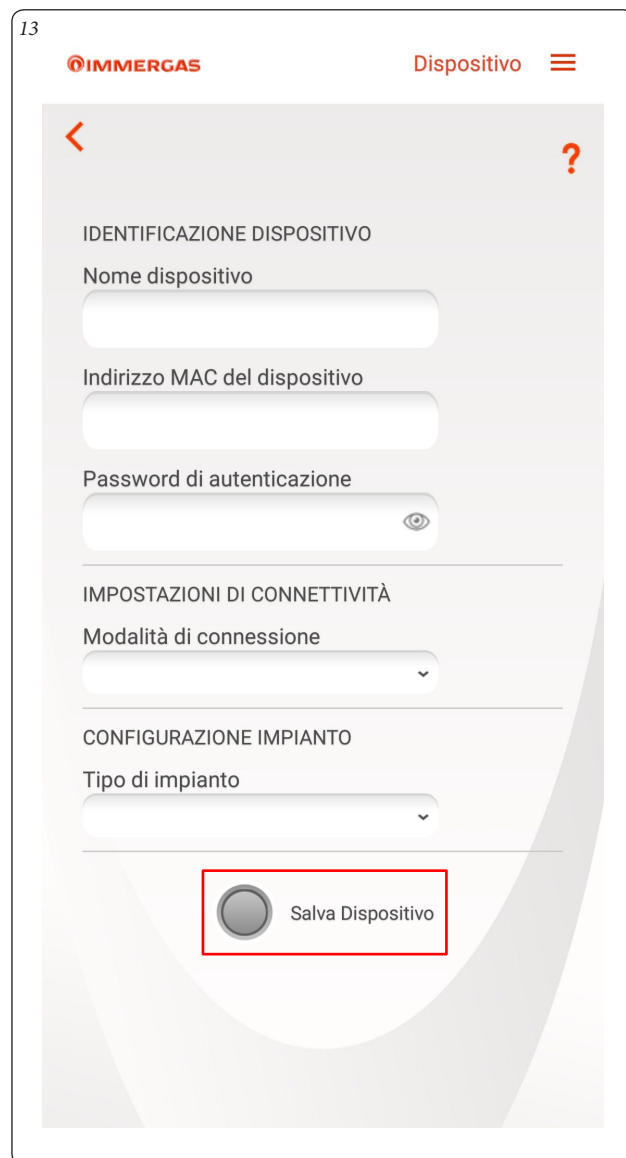 13
IMMERGAS
Dispositivo
?
IDENTIFICAZIONE DISPOSITIVO
Nome dispositivo
Indirizzo MAC del dispositivo
Password di autenticazione
IMPOSTAZIONI DI CONNETTIVITÀ
Modalità di connessione
CONFIGURAZIONE IMPIANTO
Tipo di impianto
Salva Dispositivo